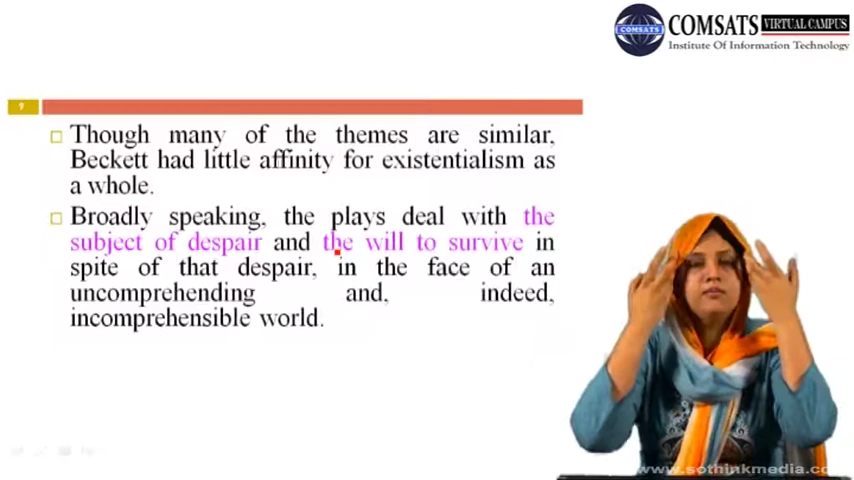 COMSATS VIRTUAL CAMPUS
Institute Of Information Technology
COMSATS
9
Though many of the themes are similar,
Beckett had little affinity for existentialism as
a whole.
Broadly speaking, the plays deal with the
subject of despair and the will to survive in
spite of that despair, in the face of an
uncomprehending and, indeed,
incomprehensible world.
www.sothinkmedia.com